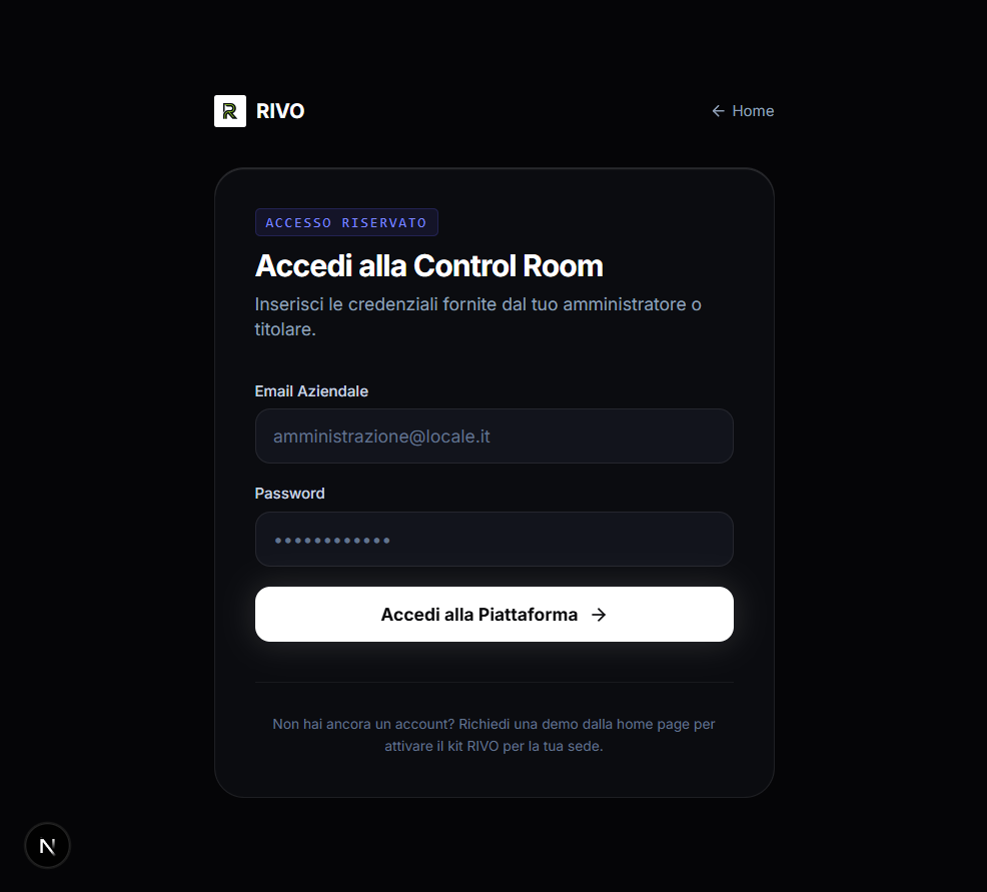 R RIVO
← Home
ACCESSO RISERVATO
Accedi alla Control Room
Inserisci le credenziali fornite dal tuo amministratore o
titolare.
Email Aziendale
amministrazione@locale.it
Password
••••••••••••
Accedi alla Piattaforma →
Non hai ancora un account? Richiedi una demo dalla home page per
attivare il kit RIVO per la tua sede.
N